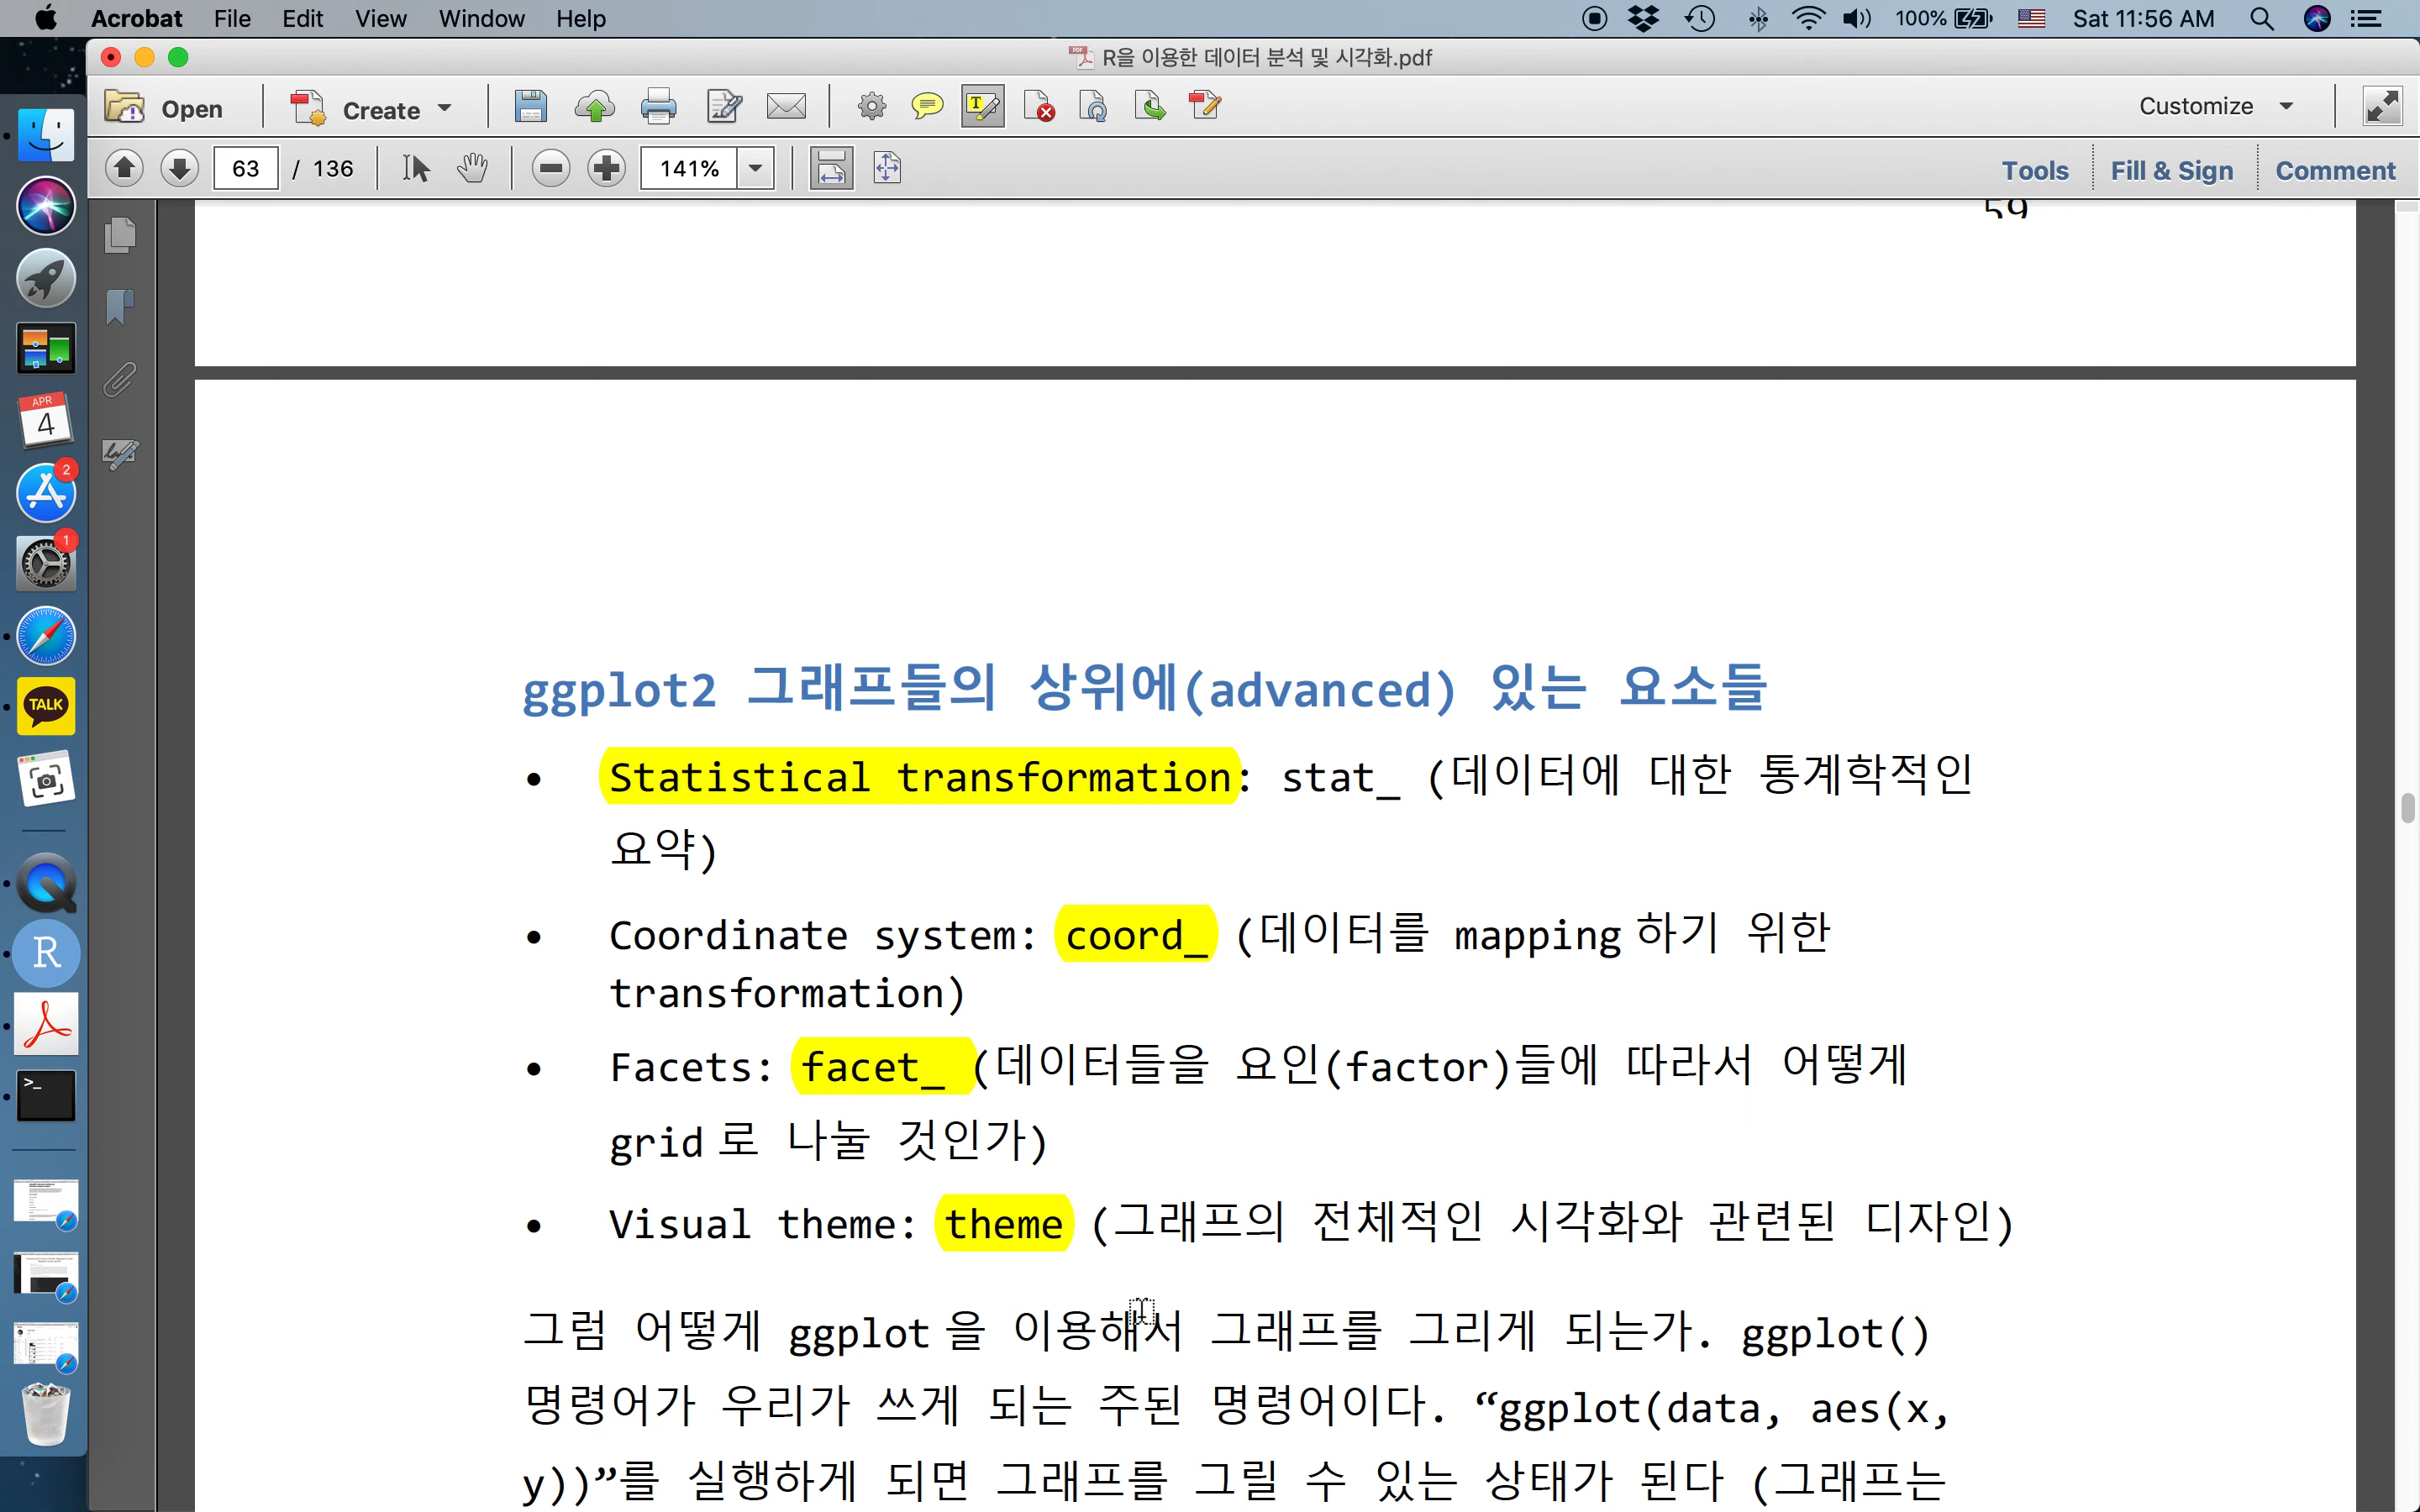 Acrobat File Edit View Window Help 100% Sat 11:56 AM
R을 이용한 데이터 분석 및 시각화.pdf
Open Create Customize
63 / 136 141% Tools Fill & Sign Comment
59
ggplot2 그래프들의 상위에(advanced) 있는 요소들
• Statistical transformation: stat_ (데이터에 대한 통계학적인
요약)
• Coordinate system: coord_ (데이터를 mapping 하기 위한
transformation)
• Facets: facet_ (데이터들을 요인(factor)들에 따라서 어떻게
grid 로 나눌 것인가)
• Visual theme: theme (그래프의 전체적인 시각화와 관련된 디자인)
그럼 어떻게 ggplot 을 이용해서 그래프를 그리게 되는가. ggplot()
명령어가 우리가 쓰게 되는 주된 명령어이다. “ggplot(data, aes(x,
y))”를 실행하게 되면 그래프를 그릴 수 있는 상태가 된다 (그래프는
APR
4
2
1
TALK
R
>_